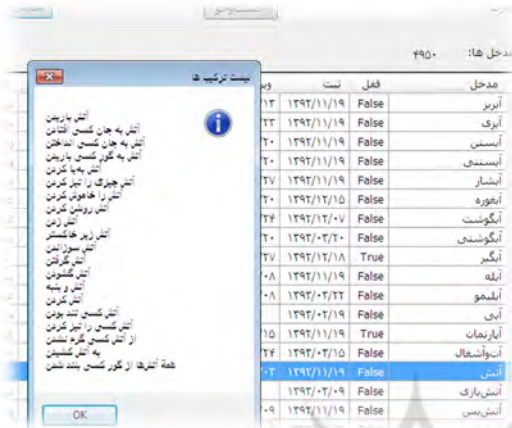 مدخل ها: ۴۹۵۰
مدخل قفل ثبت
آبریز False ۱۳۹۲/۱۱/۱۹
آبزی False ۱۳۹۲/۱۱/۱۹
آبستن False ۱۳۹۲/۱۱/۱۹
آبستنی False ۱۳۹۲/۱۱/۱۹
آبشار False ۱۳۹۲/۱۱/۱۹
آبغوره False ۱۳۹۲/۱۲/۱۵
آبگوشت False ۱۳۹۲/۱۲/۰۷
آبگوشتی False ۱۳۹۳/۰۳/۲۰
آبگیر True ۱۳۹۲/۱۲/۱۸
آبله False ۱۳۹۲/۱۱/۱۹
آبلیمو False ۱۳۹۳/۰۳/۲۲
آبی False ۱۳۹۳/۰۲/۱۹
آپارتمان True ۱۳۹۲/۱۱/۱۹
آت‌وآشغال False ۱۳۹۳/۰۳/۱۵
آتش False ۱۳۹۲/۱۱/۱۹
آتش‌بازی False ۱۳۹۳/۰۳/۰۹
آتش‌بس False ۱۳۹۲/۱۱/۱۹
لیست ترکیب ها
آتش باریدن
آتش به جان کسی افتادن
آتش به جان کسی انداختن
آتش به گور کسی باریدن
آتش به‌پا کردن
آتش چیزی را تیز کردن
آتش را خاموش کردن
آتش روشن کردن
آتش زدن
آتش زیر خاکستر
آتش سوزاندن
آتش گرفتن
آتش گشودن
آتش و پنبه
آتش کردن
آتش کسی تند بودن
آتش کسی را تیز کردن
از آتش کسی گرم نشدن
به آتش کشیدن
همهٔ آتش‌ها از گور کسی بلند شدن
OK